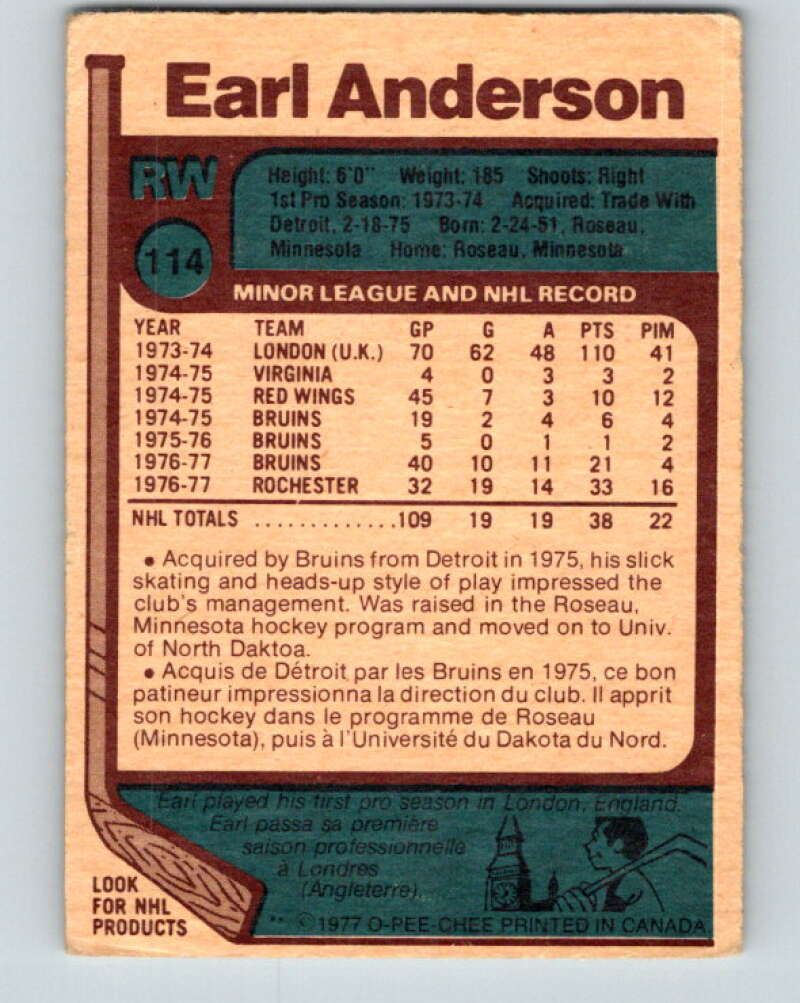 Earl Anderson
RW
Height: 6'0" Weight: 185 Shoots: Right
1st Pro Season: 1973-74 Acquired: Trade With
Detroit, 2-18-75 Born: 2-24-51, Roseau,
Minnesota Home: Roseau, Minnesota
114
MINOR LEAGUE AND NHL RECORD
YEAR TEAM GP G A PTS PIM
1973-74 LONDON (U.K.) 70 62 48 110 41
1974-75 VIRGINIA 4 0 3 3 2
1974-75 RED WINGS 45 7 3 10 12
1974-75 BRUINS 19 2 4 6 4
1975-76 BRUINS 5 0 1 1 2
1976-77 BRUINS 40 10 11 21 4
1976-77 ROCHESTER 32 19 14 33 16
NHL TOTALS .............109 19 19 38 22
• Acquired by Bruins from Detroit in 1975, his slick
skating and heads-up style of play impressed the
club's management. Was raised in the Roseau,
Minnesota hockey program and moved on to Univ.
of North Daktoa.
• Acquis de Détroit par les Bruins en 1975, ce bon
patineur impressionna la direction du club. Il apprit
son hockey dans le programme de Roseau
(Minnesota), puis à l'Université du Dakota du Nord.
Earl played his first pro season in London, England.
Earl passa sa première
saison professionnelle
à Londres
(Angleterre).
LOOK
FOR NHL
PRODUCTS
** ©1977 O-PEE-CHEE PRINTED IN CANADA